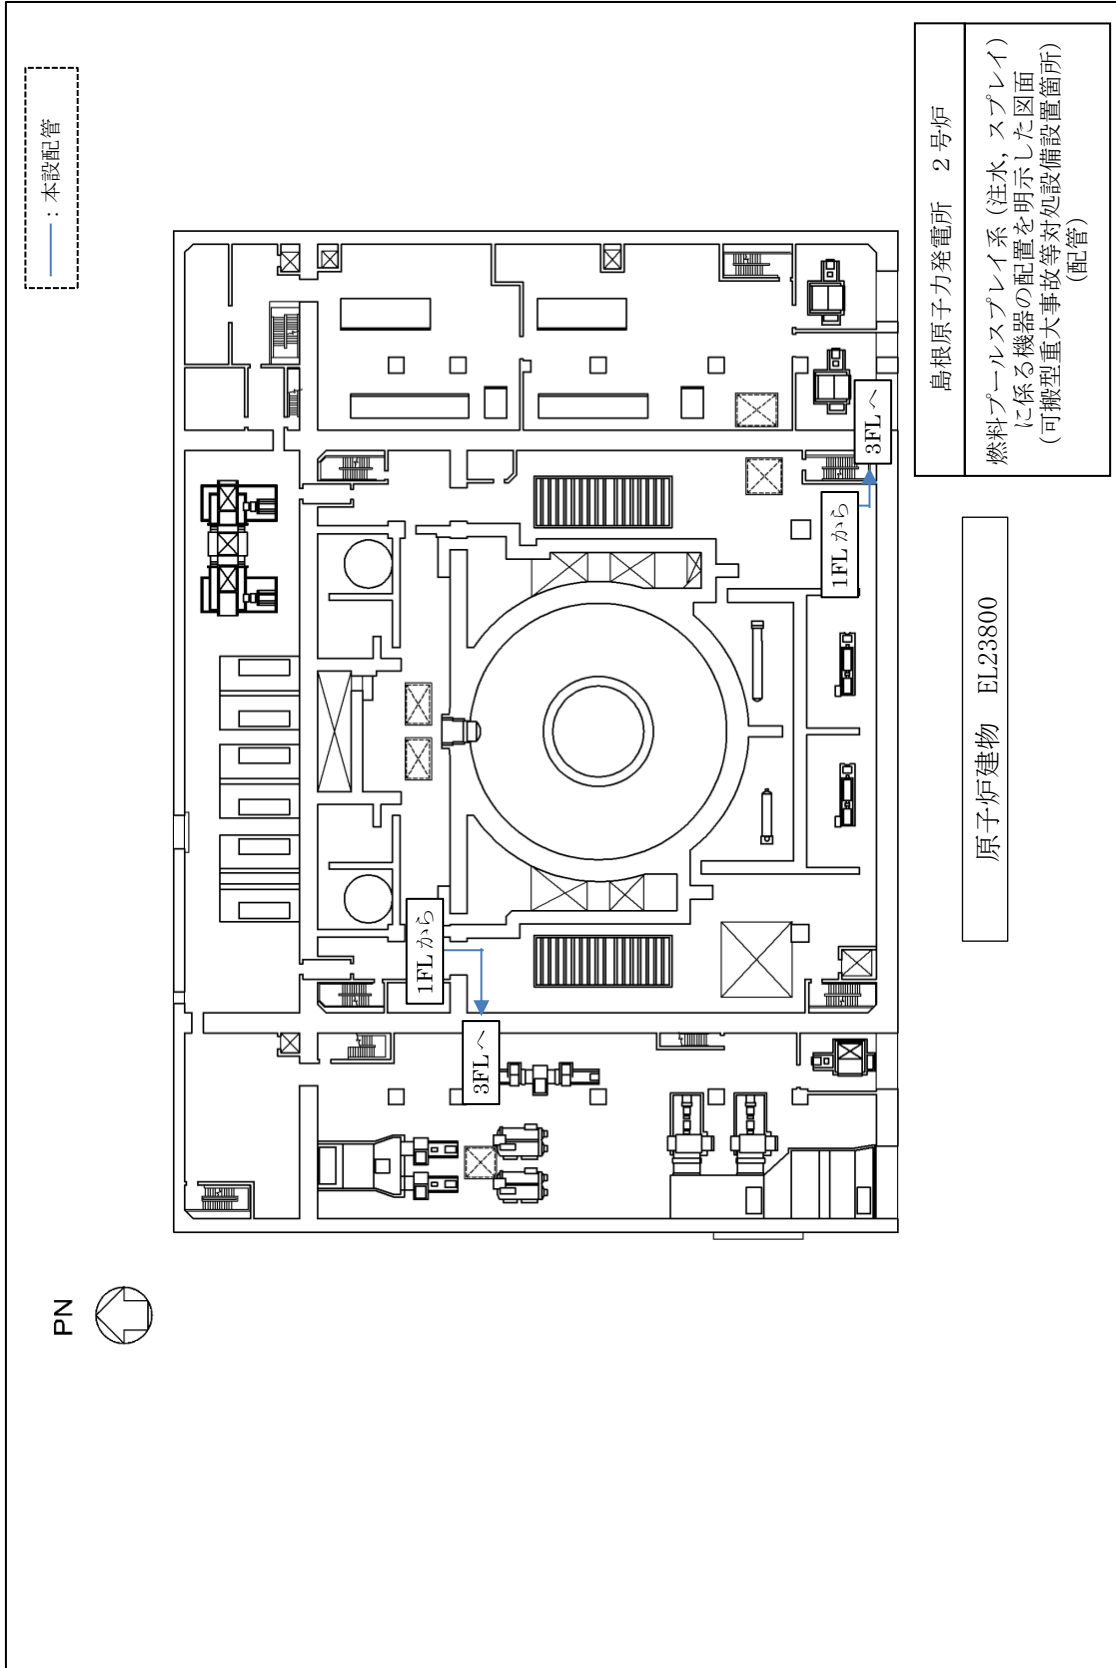 PN
：本設配管
1FLから
3FLへ
1FLから
3FLへ
原子炉建物　EL23800
島根原子力発電所　２号炉
燃料プールスプレイ系（注水，スプレイ）
に係る機器の配置を明示した図面
（可搬型重大事故等対処設備設置箇所）
（配管）